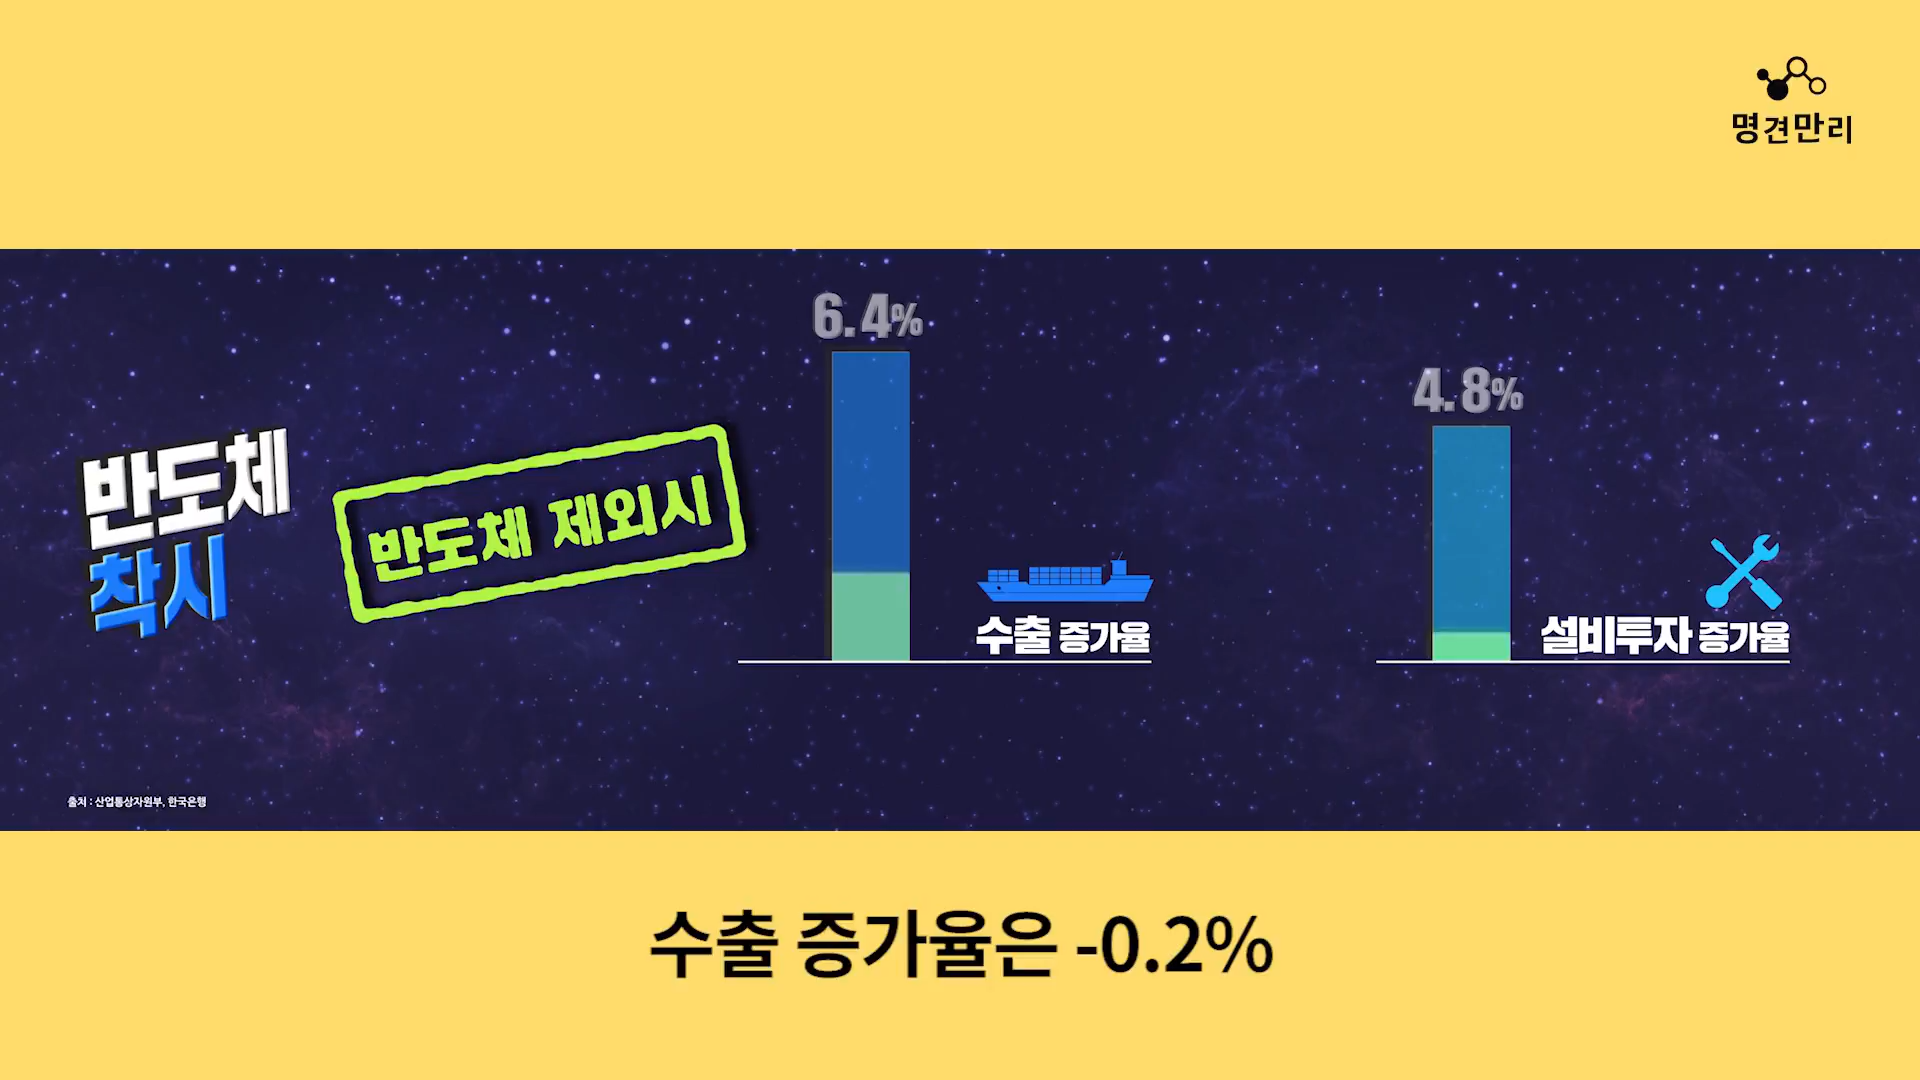 명견만리
6.4%
4.8%
반도체
착시
반도체 제외시
수출 증가율
설비투자 증가율
출처 : 산업통상자원부, 한국은행
수출 증가율은 -0.2%